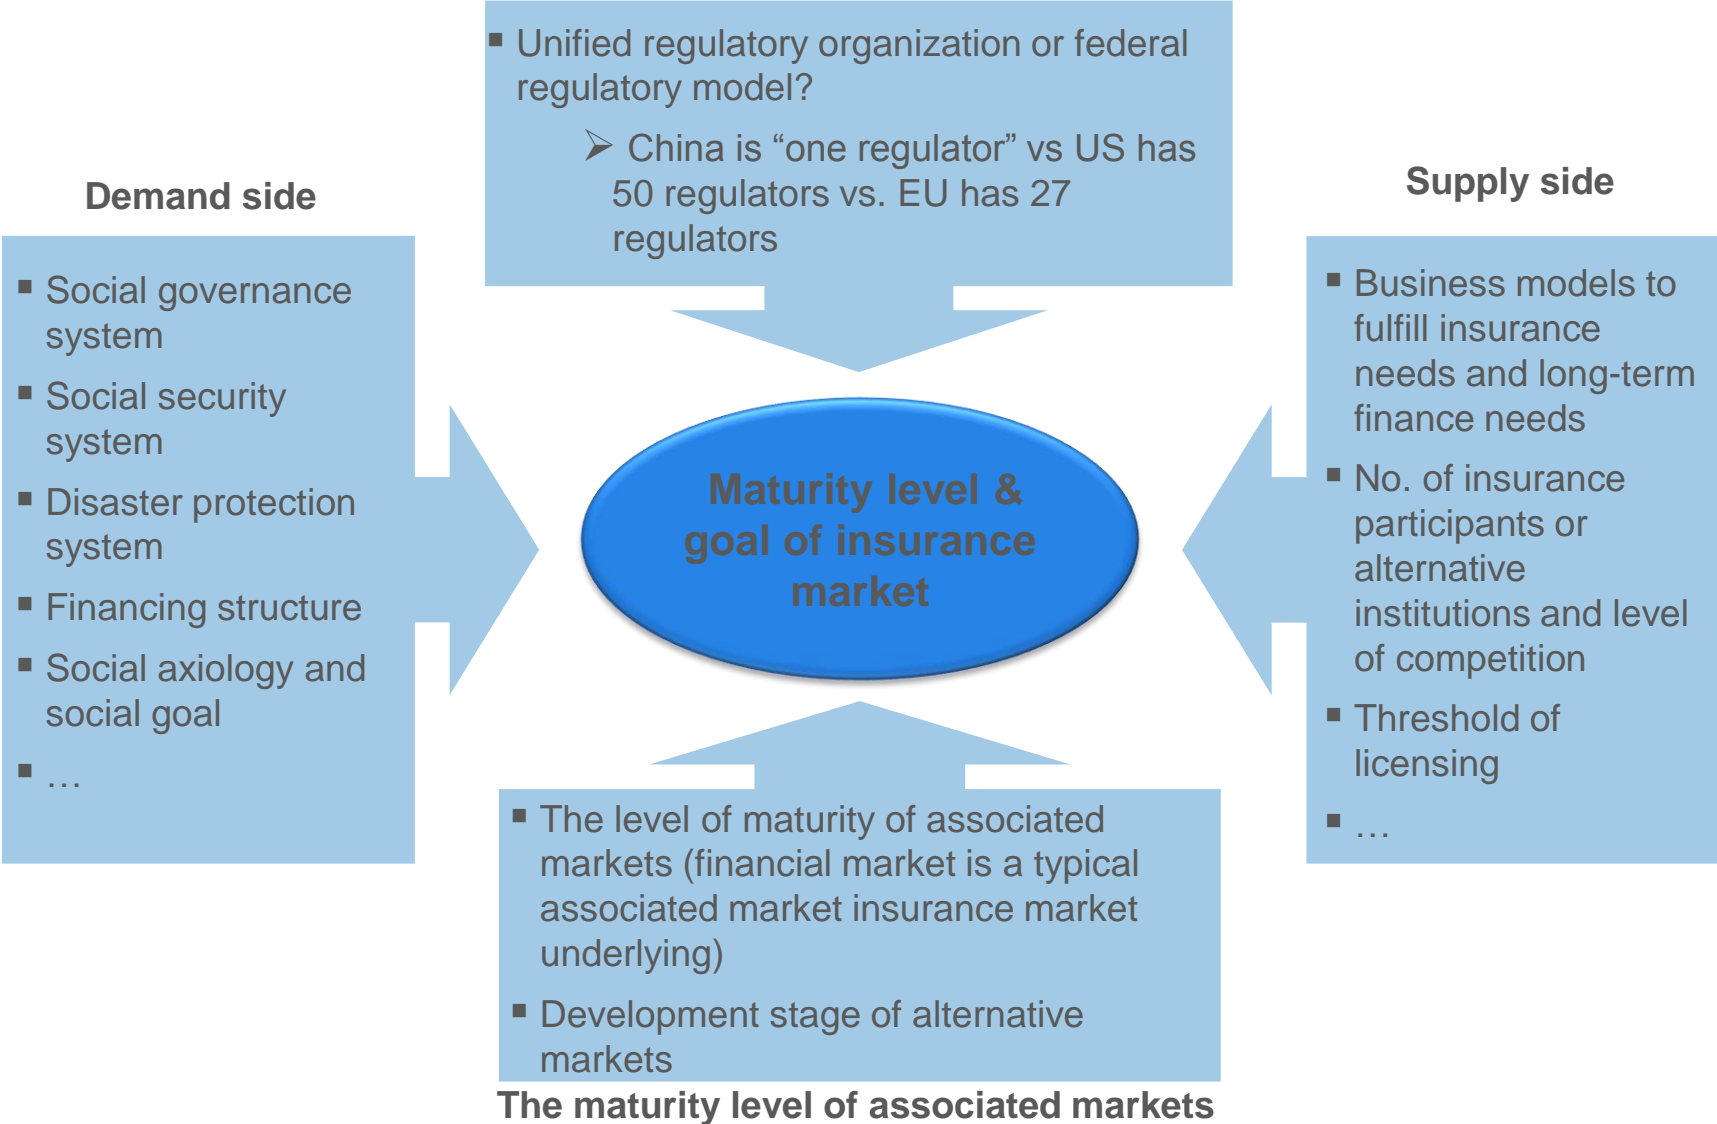 ▪ Unified regulatory organization or federal
regulatory model?
➢ China is “one regulator” vs US has
50 regulators vs. EU has 27
regulators
Demand side
▪ Social governance
system
▪ Social security
system
▪ Disaster protection
system
▪ Financing structure
▪ Social axiology and
social goal
▪ …
Maturity level &
goal of insurance
market
Supply side
▪ Business models to
fulfill insurance
needs and long-term
finance needs
▪ No. of insurance
participants or
alternative
institutions and level
of competition
▪ Threshold of
licensing
▪ …
▪ The level of maturity of associated
markets (financial market is a typical
associated market insurance market
underlying)
▪ Development stage of alternative
markets
The maturity level of associated markets